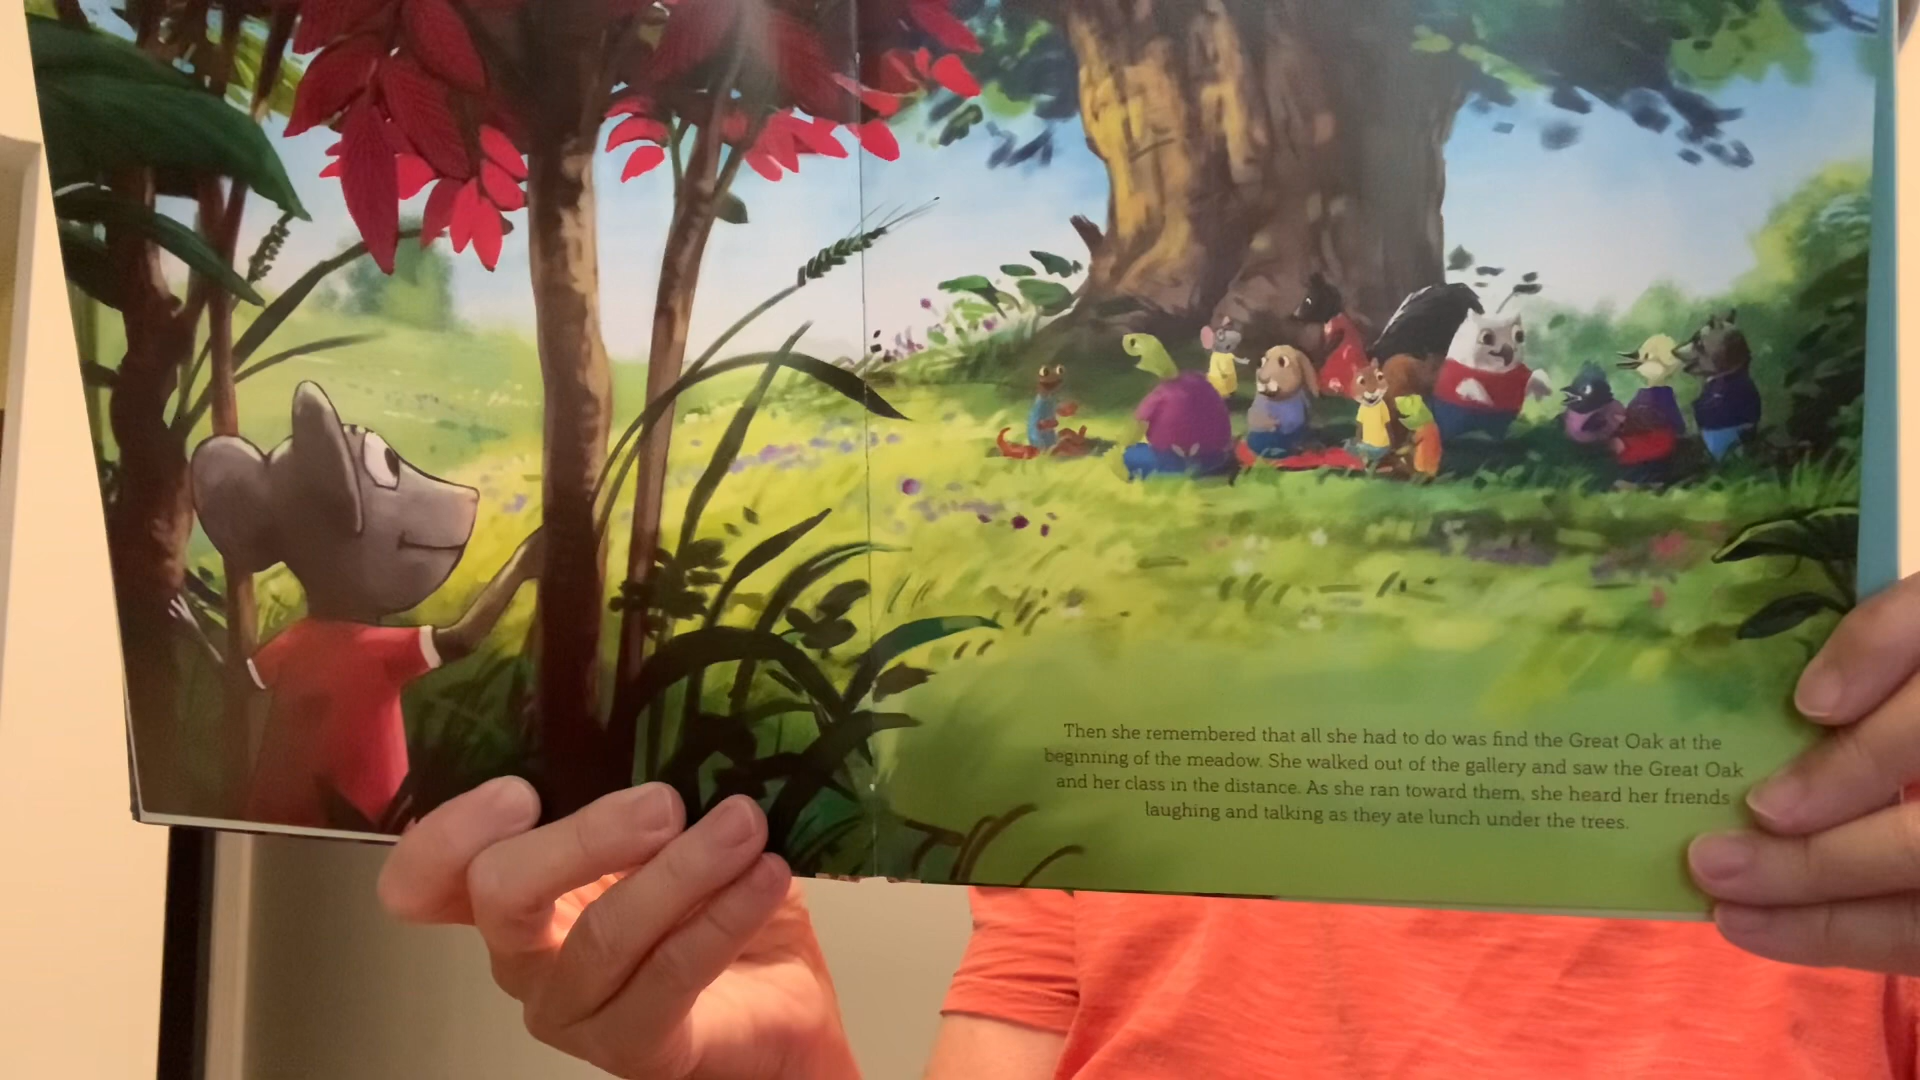 Then she remembered that all she had to do was find the Great Oak at the
beginning of the meadow. She walked out of the gallery and saw the Great Oak
and her class in the distance. As she ran toward them, she heard her friends
laughing and talking as they ate lunch under the trees.